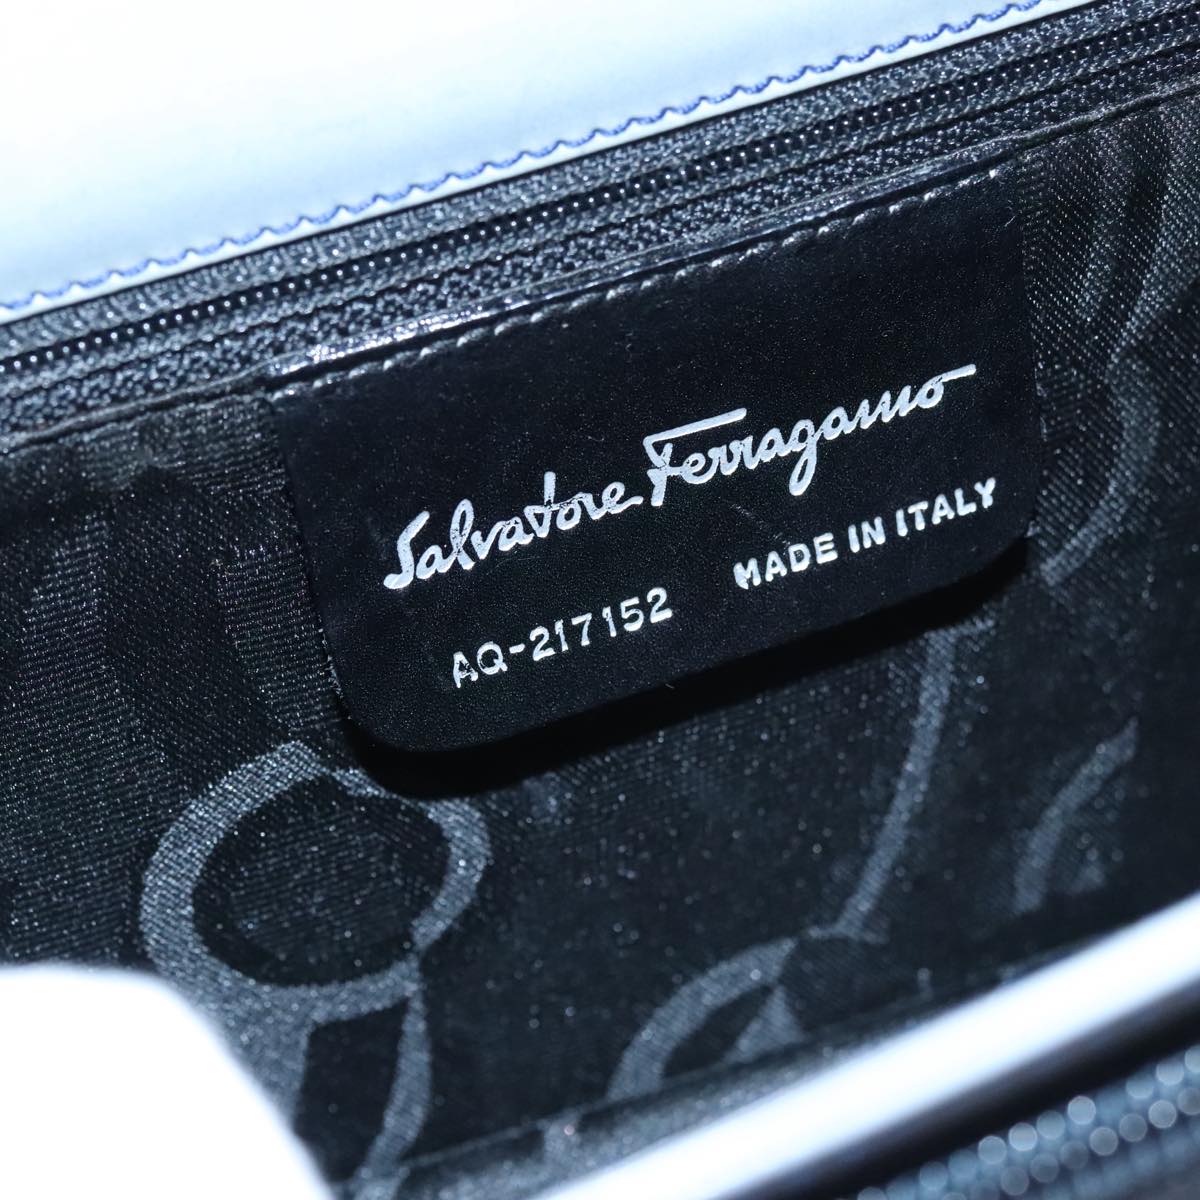 Salvatore Ferragamo
AQ-217152 MADE IN ITALY